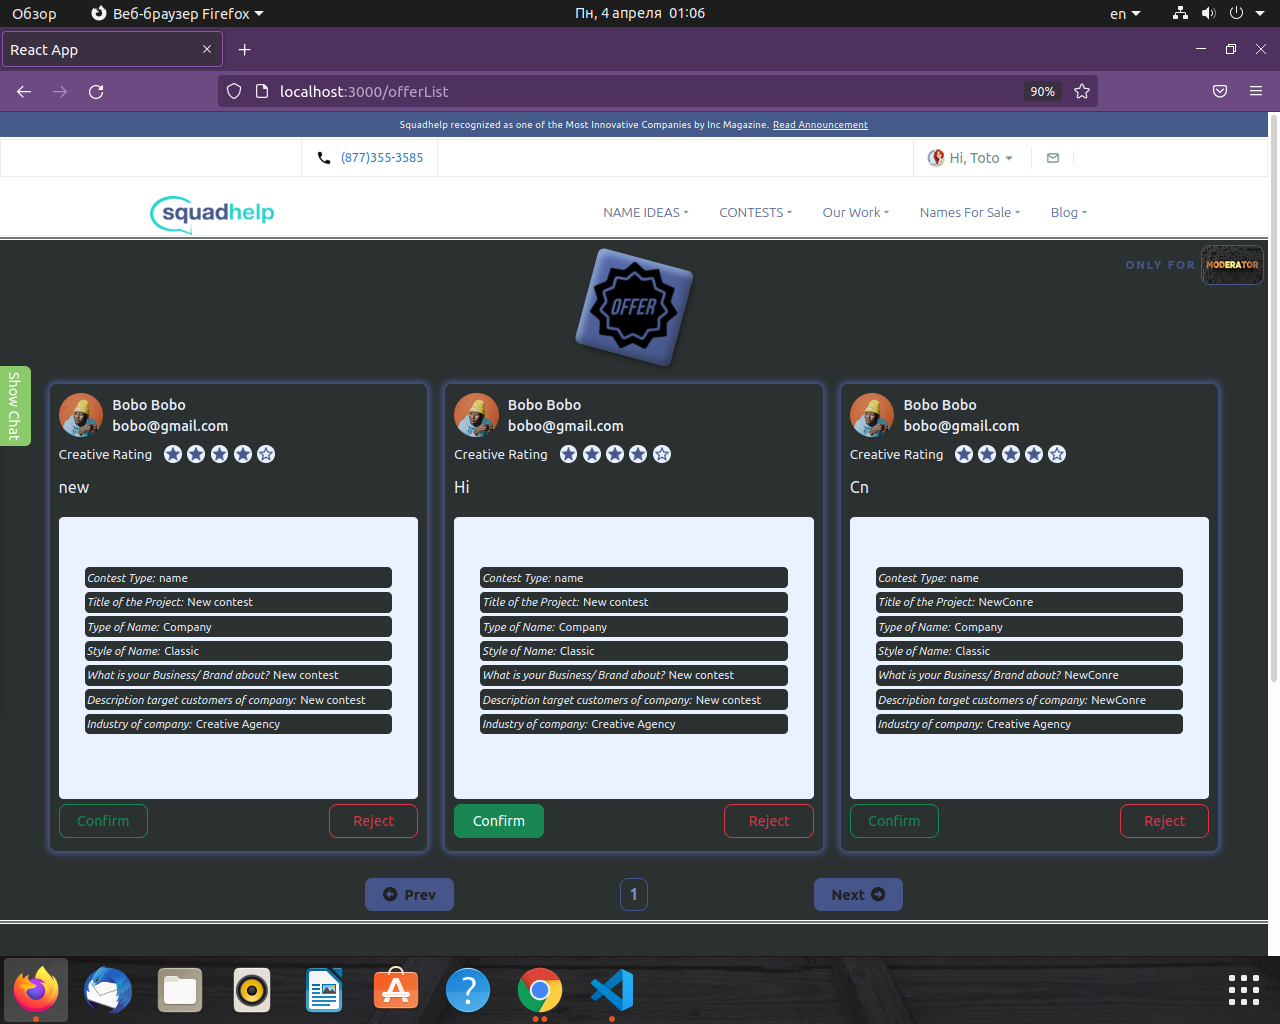 Обзор
Веб-браузер Firefox
Пн, 4 апреля 01:06
en
React App
localhost:3000/offerList
90%
Squadhelp recognized as one of the Most Innovative Companies by Inc Magazine. Read Announcement
(877)355-3585
Hi, Toto
squadhelp
NAME IDEAS
CONTESTS
Our Work
Names For Sale
Blog
ONLY FOR
MODERATOR
OFFER
Show Chat
Bobo Bobo
bobo@gmail.com
Creative Rating
new
Contest Type: name
Title of the Project: New contest
Type of Name: Company
Style of Name: Classic
What is your Business/ Brand about? New contest
Description target customers of company: New contest
Industry of company: Creative Agency
Confirm
Reject
Bobo Bobo
bobo@gmail.com
Creative Rating
Hi
Contest Type: name
Title of the Project: New contest
Type of Name: Company
Style of Name: Classic
What is your Business/ Brand about? New contest
Description target customers of company: New contest
Industry of company: Creative Agency
Confirm
Reject
Bobo Bobo
bobo@gmail.com
Creative Rating
Cn
Contest Type: name
Title of the Project: NewConre
Type of Name: Company
Style of Name: Classic
What is your Business/ Brand about? NewConre
Description target customers of company: NewConre
Industry of company: Creative Agency
Confirm
Reject
Prev
1
Next